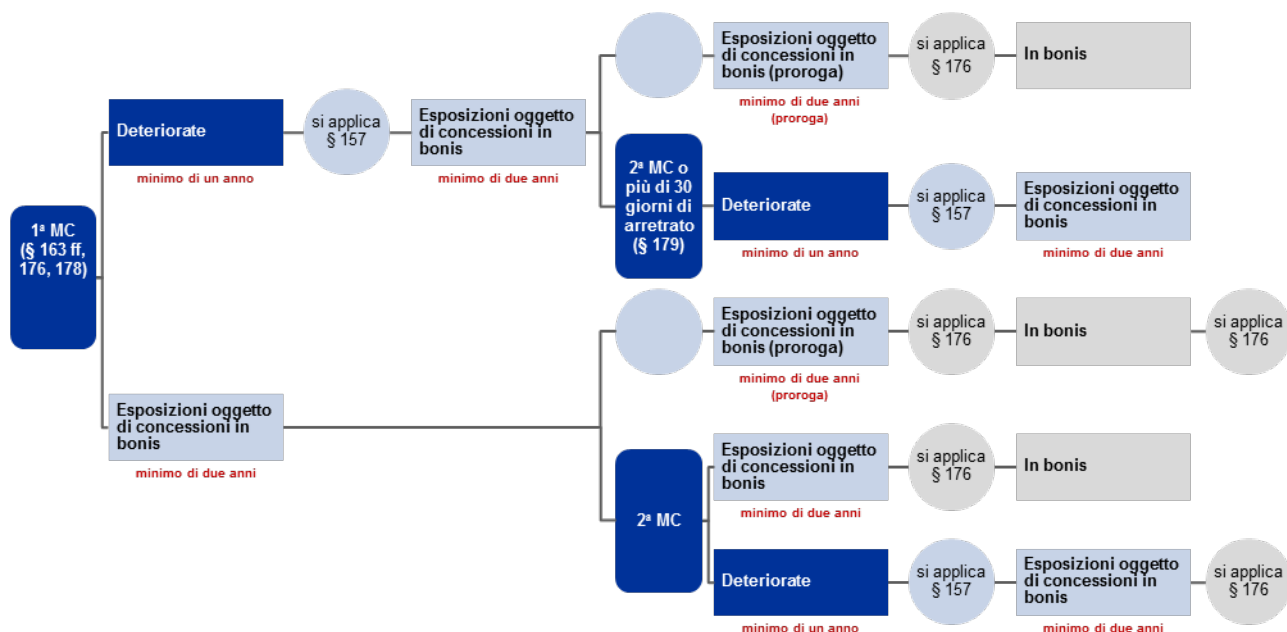 Esposizioni oggetto
di concessioni in
bonis (proroga)
minimo di due anni
(proroga)
si applica
§ 176
In bonis
Deteriorate
minimo di un anno
si applica
§ 157
Esposizioni oggetto
di concessioni in
bonis
minimo di due anni
2ª MC o
più di 30
giorni di
arretrato
(§ 179)
Deteriorate
minimo di un anno
si applica
§ 157
Esposizioni oggetto
di concessioni in
bonis
minimo di due anni
1ª MC
(§ 163 ff,
176, 178)
Esposizioni oggetto
di concessioni in
bonis (proroga)
minimo di due anni
(proroga)
si applica
§ 176
In bonis
si applica
§ 176
Esposizioni oggetto
di concessioni in
bonis
minimo di due anni
2ª MC
Esposizioni oggetto
di concessioni in
bonis
minimo di due anni
si applica
§ 176
In bonis
Deteriorate
minimo di un anno
si applica
§ 157
Esposizioni oggetto
di concessioni in
bonis
minimo di due anni
si applica
§ 176